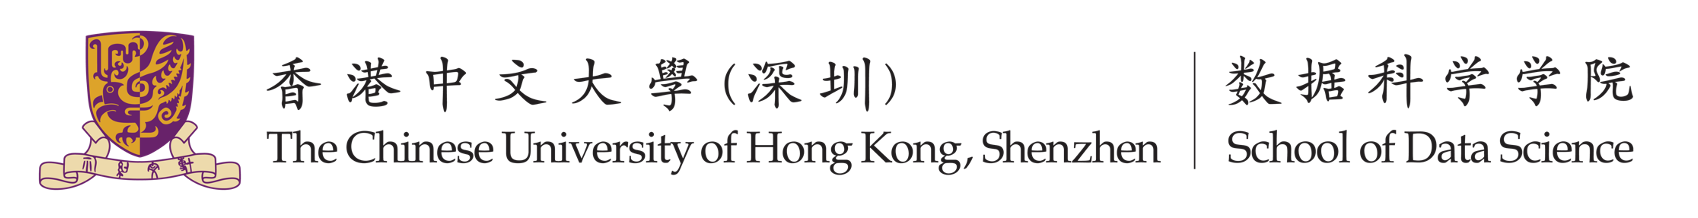 香港中文大學(深圳)
The Chinese University of Hong Kong, Shenzhen
数据科学学院
School of Data Science